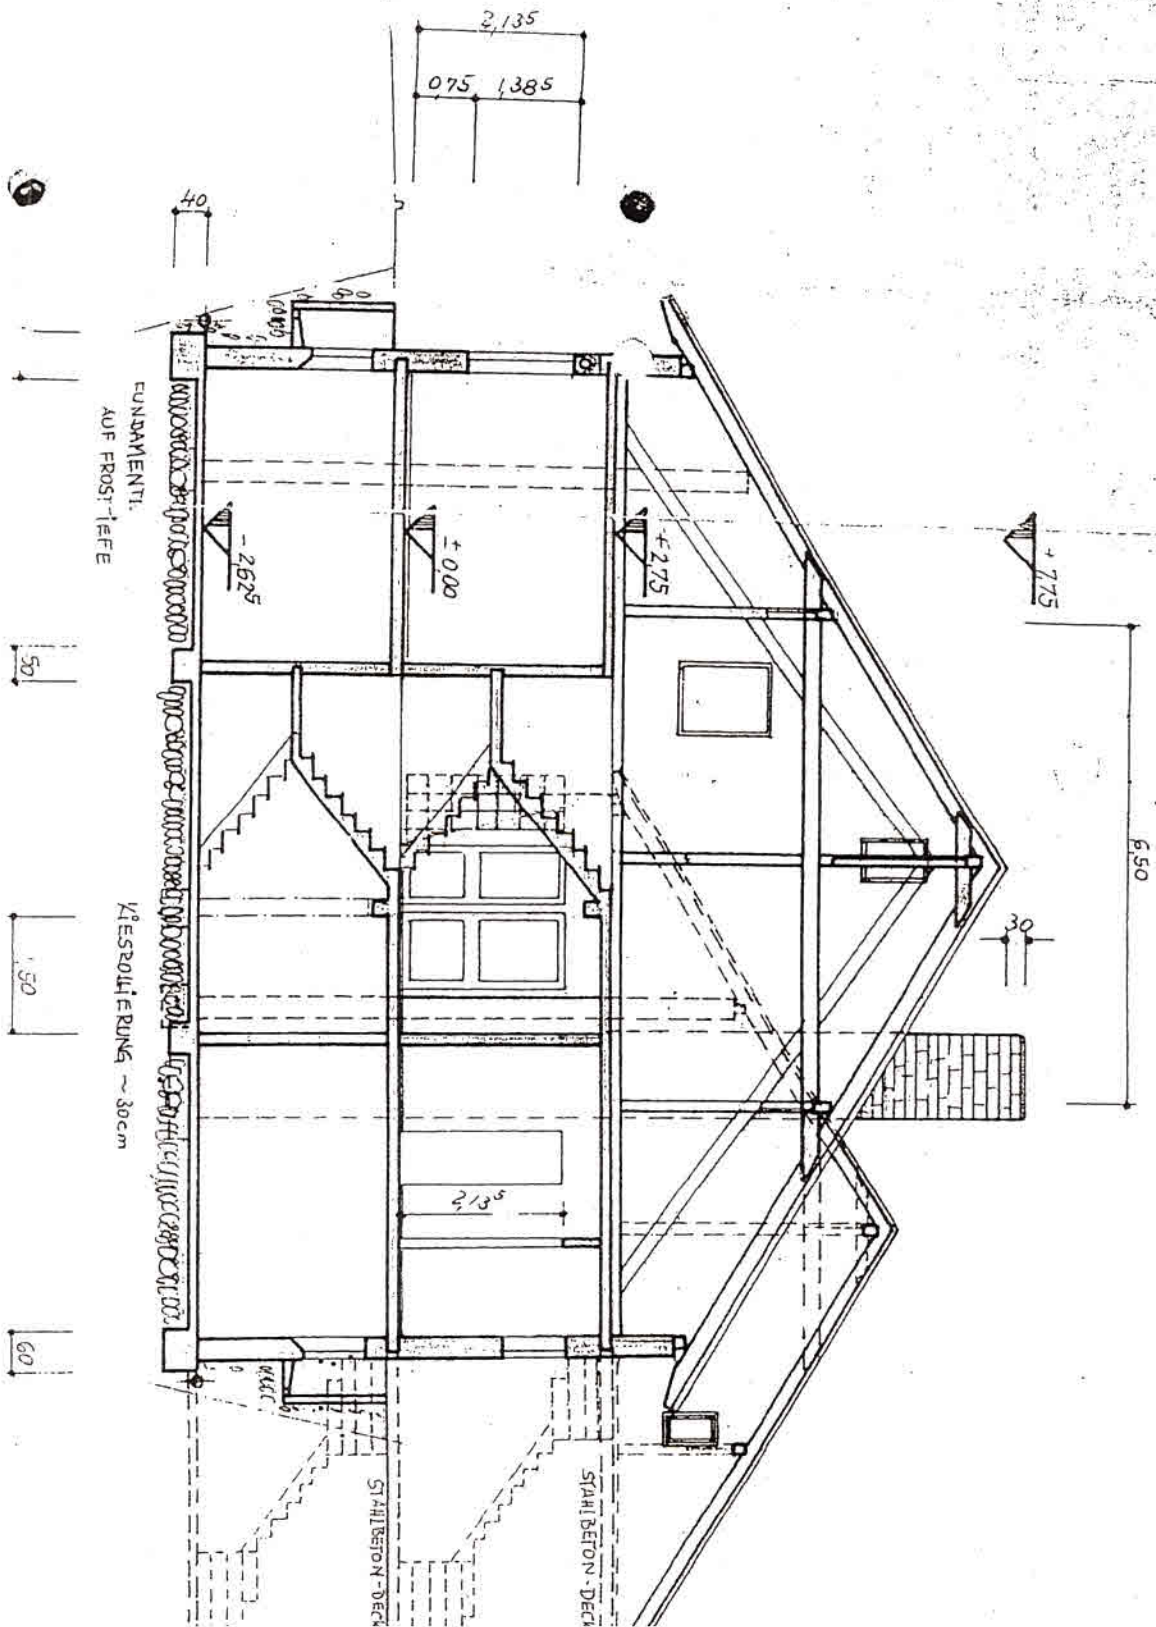 2,13⁵
0,75
1,38⁵
40
FUNDAMENTE
AUF FROSTTIEFE
- 2,62⁵
± 0,00
+ 2,75
+ 7,75
50
6,50
30
KIESROLLIERUNG ~ 30cm
2,13⁵
60
STAHLBETON-DECK
STAHLBETON-DECK